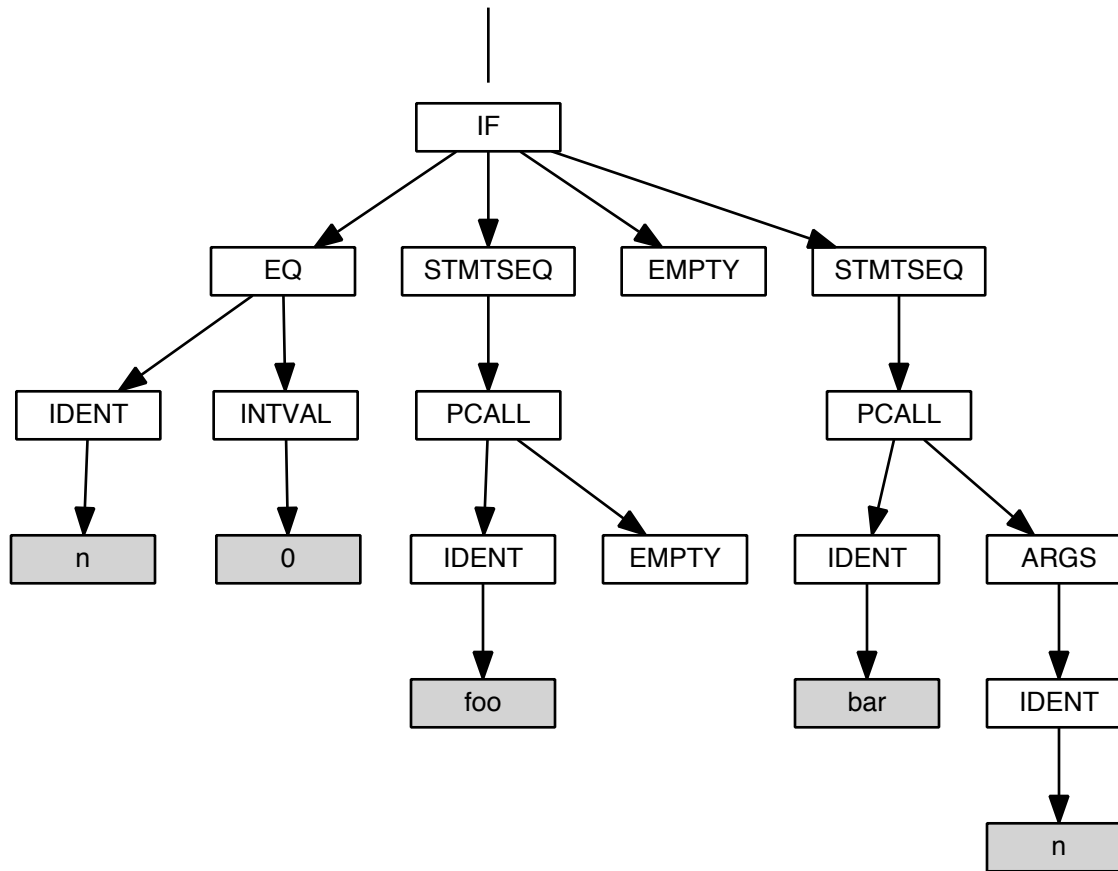 IF
EQ
STMTSEQ
EMPTY
STMTSEQ
IDENT
INTVAL
PCALL
PCALL
n
0
IDENT
EMPTY
IDENT
ARGS
foo
bar
IDENT
n